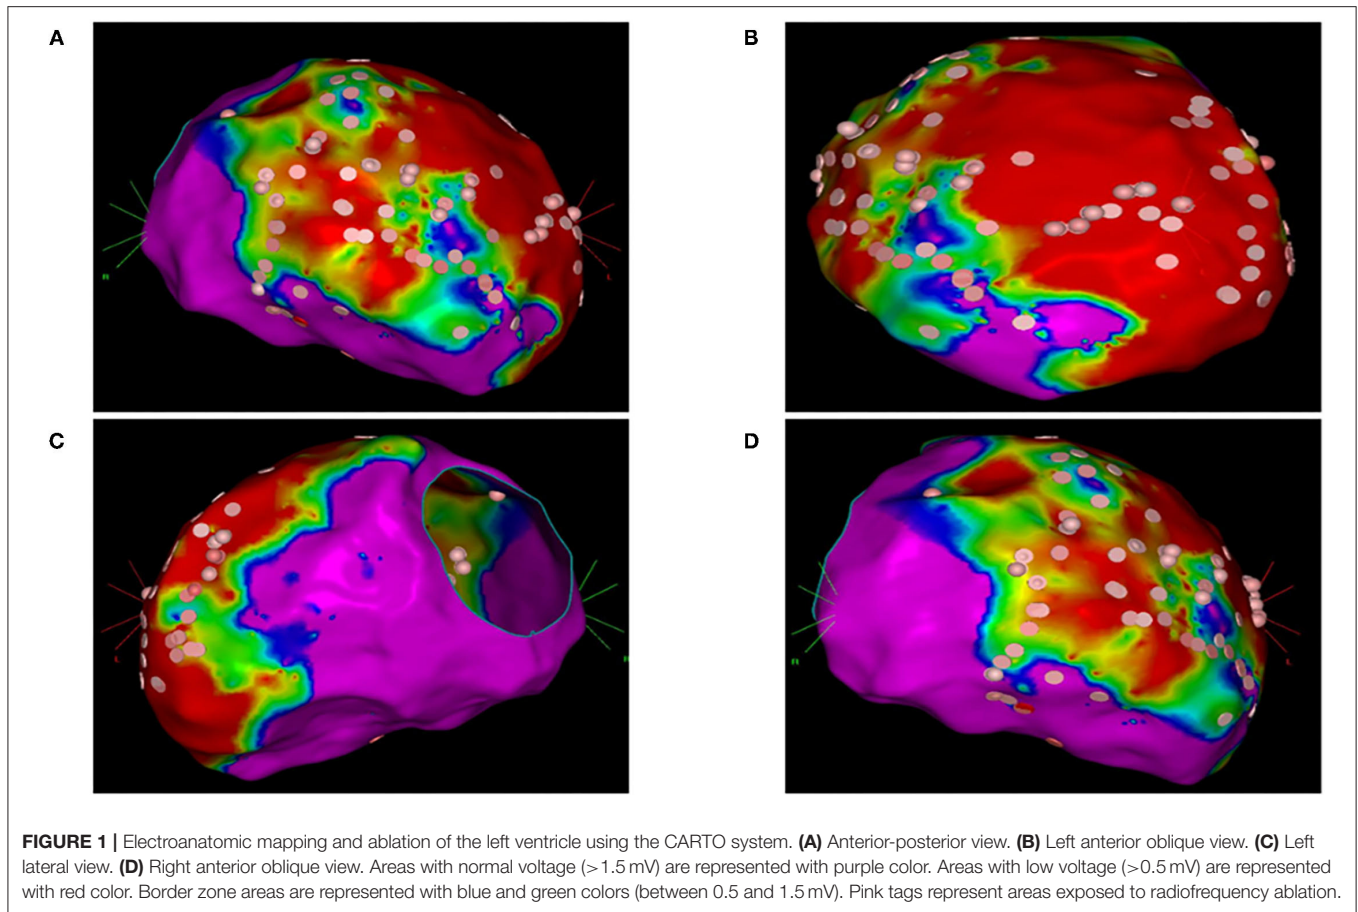 A
B
C
D
FIGURE 1 | Electroanatomic mapping and ablation of the left ventricle using the CARTO system. (A) Anterior-posterior view. (B) Left anterior oblique view. (C) Left
lateral view. (D) Right anterior oblique view. Areas with normal voltage (>1.5 mV) are represented with purple color. Areas with low voltage (>0.5 mV) are represented
with red color. Border zone areas are represented with blue and green colors (between 0.5 and 1.5 mV). Pink tags represent areas exposed to radiofrequency ablation.